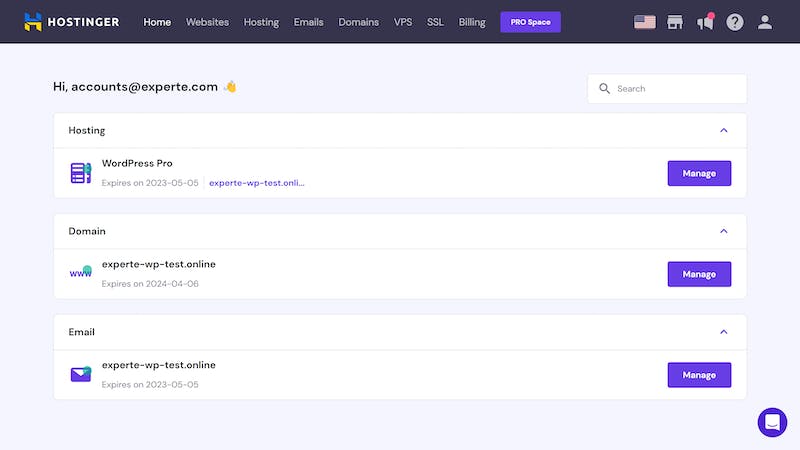 HOSTINGER Home Websites Hosting Emails Domains VPS SSL Billing PRO Space
Hi, accounts@experte.com 👋
Search
Hosting
WordPress Pro
Expires on 2023-05-05 experte-wp-test.onli...
Manage
Domain
www
experte-wp-test.online
Expires on 2024-04-06
Manage
Email
experte-wp-test.online
Expires on 2023-05-05
Manage